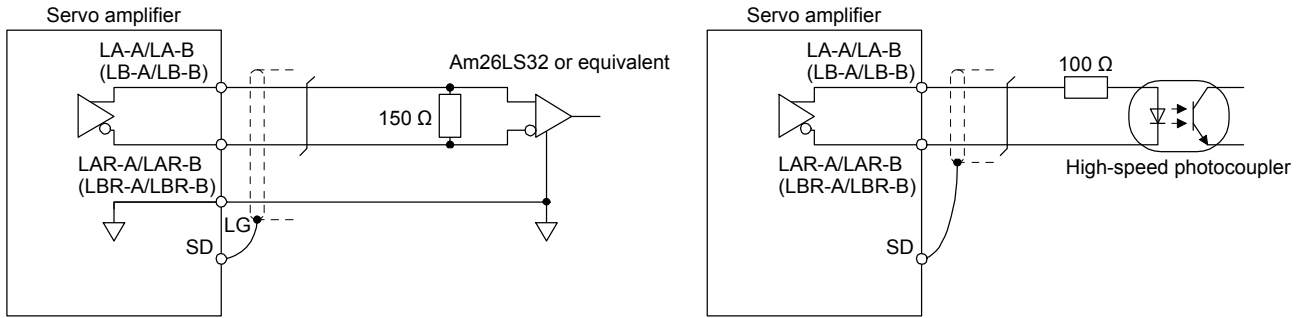 Servo amplifier
LA-A/LA-B
(LB-A/LB-B)
Am26LS32 or equivalent
150 Ω
LAR-A/LAR-B
(LBR-A/LBR-B)
LG
SD
Servo amplifier
LA-A/LA-B
(LB-A/LB-B)
100 Ω
LAR-A/LAR-B
(LBR-A/LBR-B)
High-speed photocoupler
SD